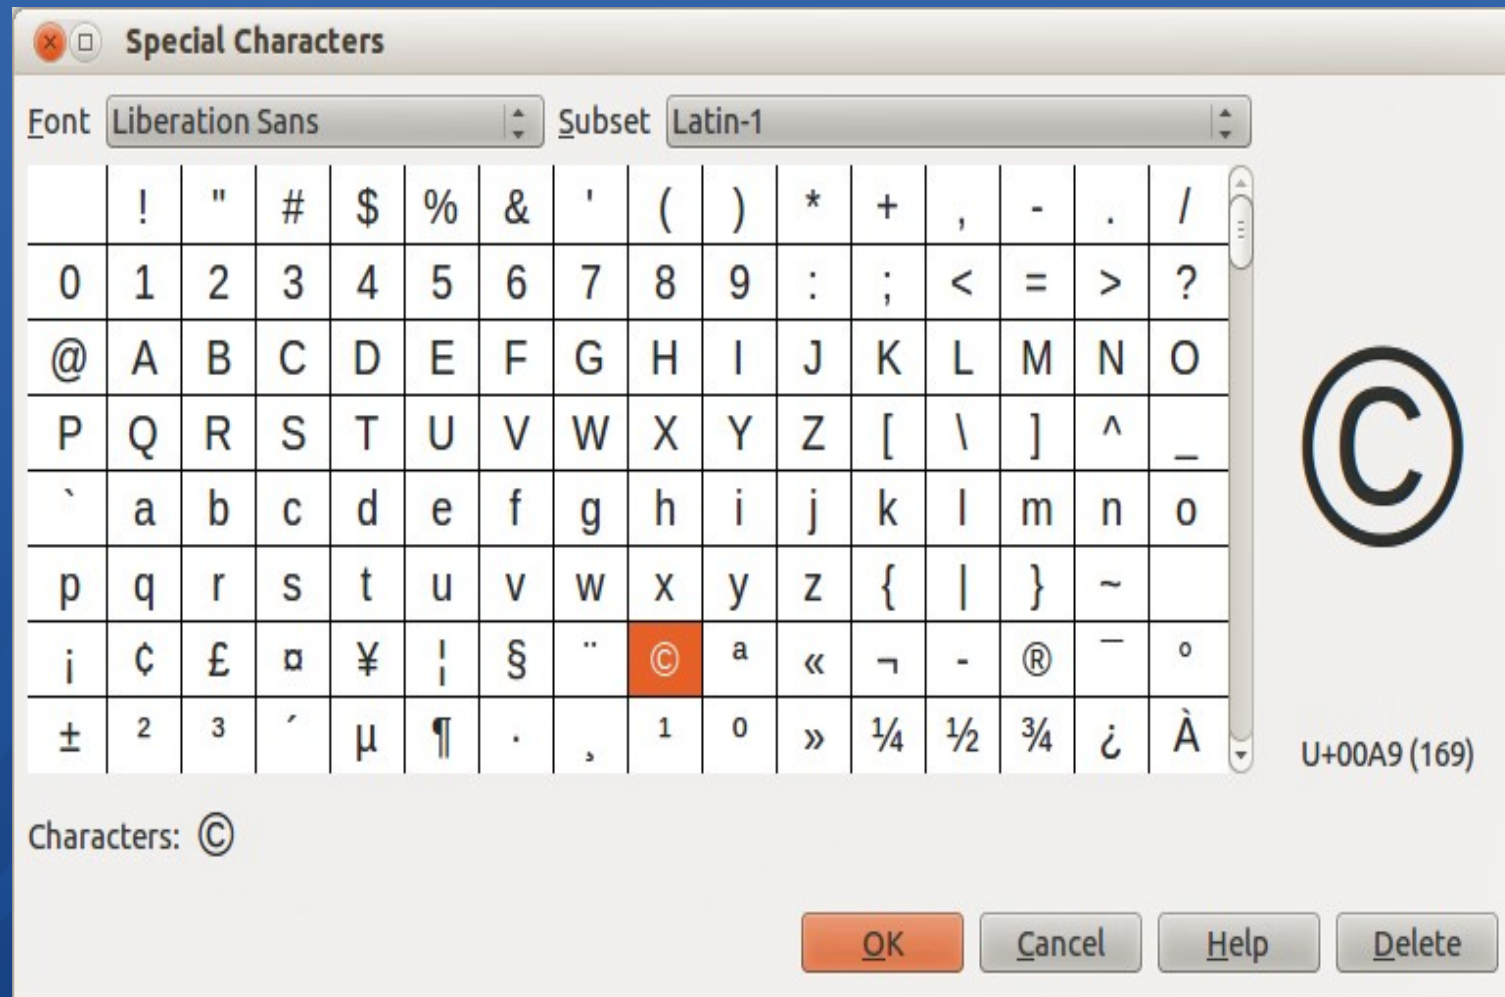 Special Characters
Font Liberation Sans Subset Latin-1
! " # $ % & ' ( ) * + , - . /
0 1 2 3 4 5 6 7 8 9 : ; < = > ?
@ A B C D E F G H I J K L M N O
P Q R S T U V W X Y Z [ \ ] ^ _
` a b c d e f g h i j k l m n o
p q r s t u v w x y z { | } ~
¡ ¢ £ ¤ ¥ ¦ § ¨ © ª « ¬ - ® ¯ °
± ² ³ ´ µ ¶ · ¸ ¹ º » ¼ ½ ¾ ¿ À
©
U+00A9 (169)
Characters: ©
OK Cancel Help Delete